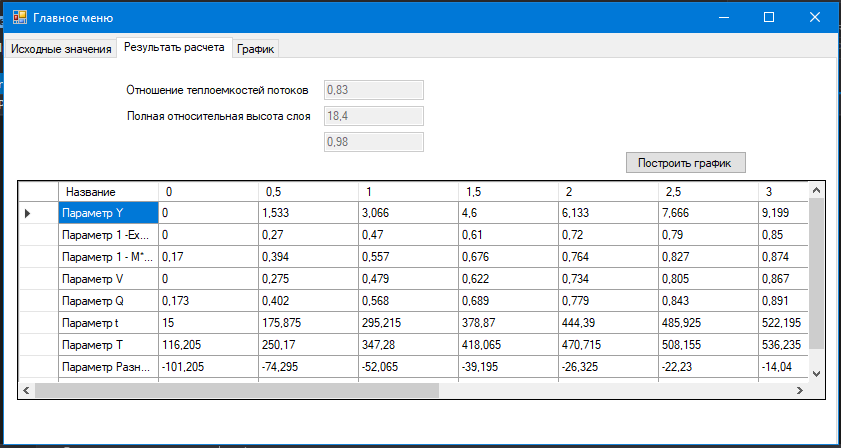 Главное меню
Исходные значения Результать расчета График
Отношение теплоемкостей потоков 0,83
Полная относительная высота слоя 18,4
0,98
Построить график
Название 0 0,5 1 1,5 2 2,5 3
Параметр Y 0 1,533 3,066 4,6 6,133 7,666 9,199
Параметр 1 -Ex... 0 0,27 0,47 0,61 0,72 0,79 0,85
Параметр 1 - M*... 0,17 0,394 0,557 0,676 0,764 0,827 0,874
Параметр V 0 0,275 0,479 0,622 0,734 0,805 0,867
Параметр Q 0,173 0,402 0,568 0,689 0,779 0,843 0,891
Параметр t 15 175,875 295,215 378,87 444,39 485,925 522,195
Параметр T 116,205 250,17 347,28 418,065 470,715 508,155 536,235
Параметр Разн... -101,205 -74,295 -52,065 -39,195 -26,325 -22,23 -14,04